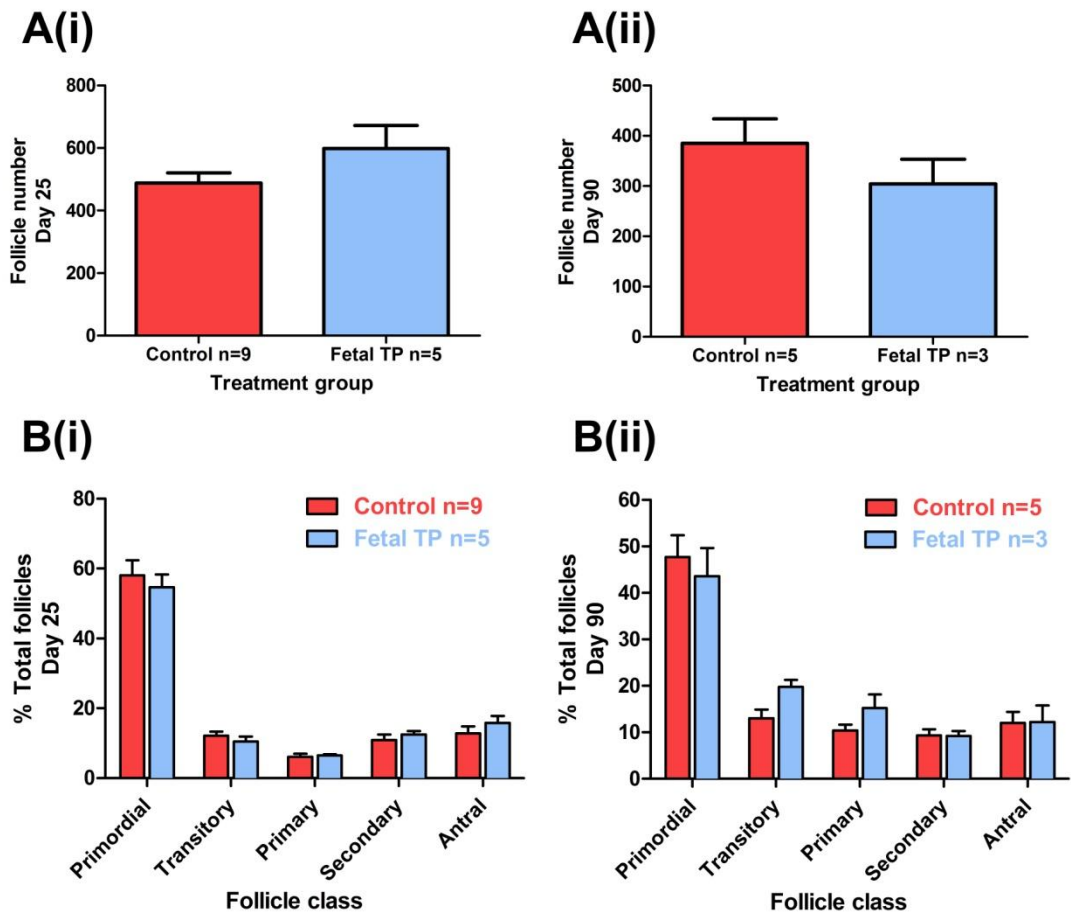 A(i)
Follicle number
Day 25
800
600
400
200
0
Control n=9
Fetal TP n=5
Treatment group
A(ii)
Follicle number
Day 90
500
400
300
200
100
0
Control n=5
Fetal TP n=3
Treatment group
B(i)
% Total follicles
Day 25
80
60
40
20
0
Control n=9
Fetal TP n=5
Primordial
Transitory
Primary
Secondary
Antral
Follicle class
B(ii)
% Total follicles
Day 90
60
50
40
30
20
10
0
Control n=5
Fetal TP n=3
Primordial
Transitory
Primary
Secondary
Antral
Follicle class